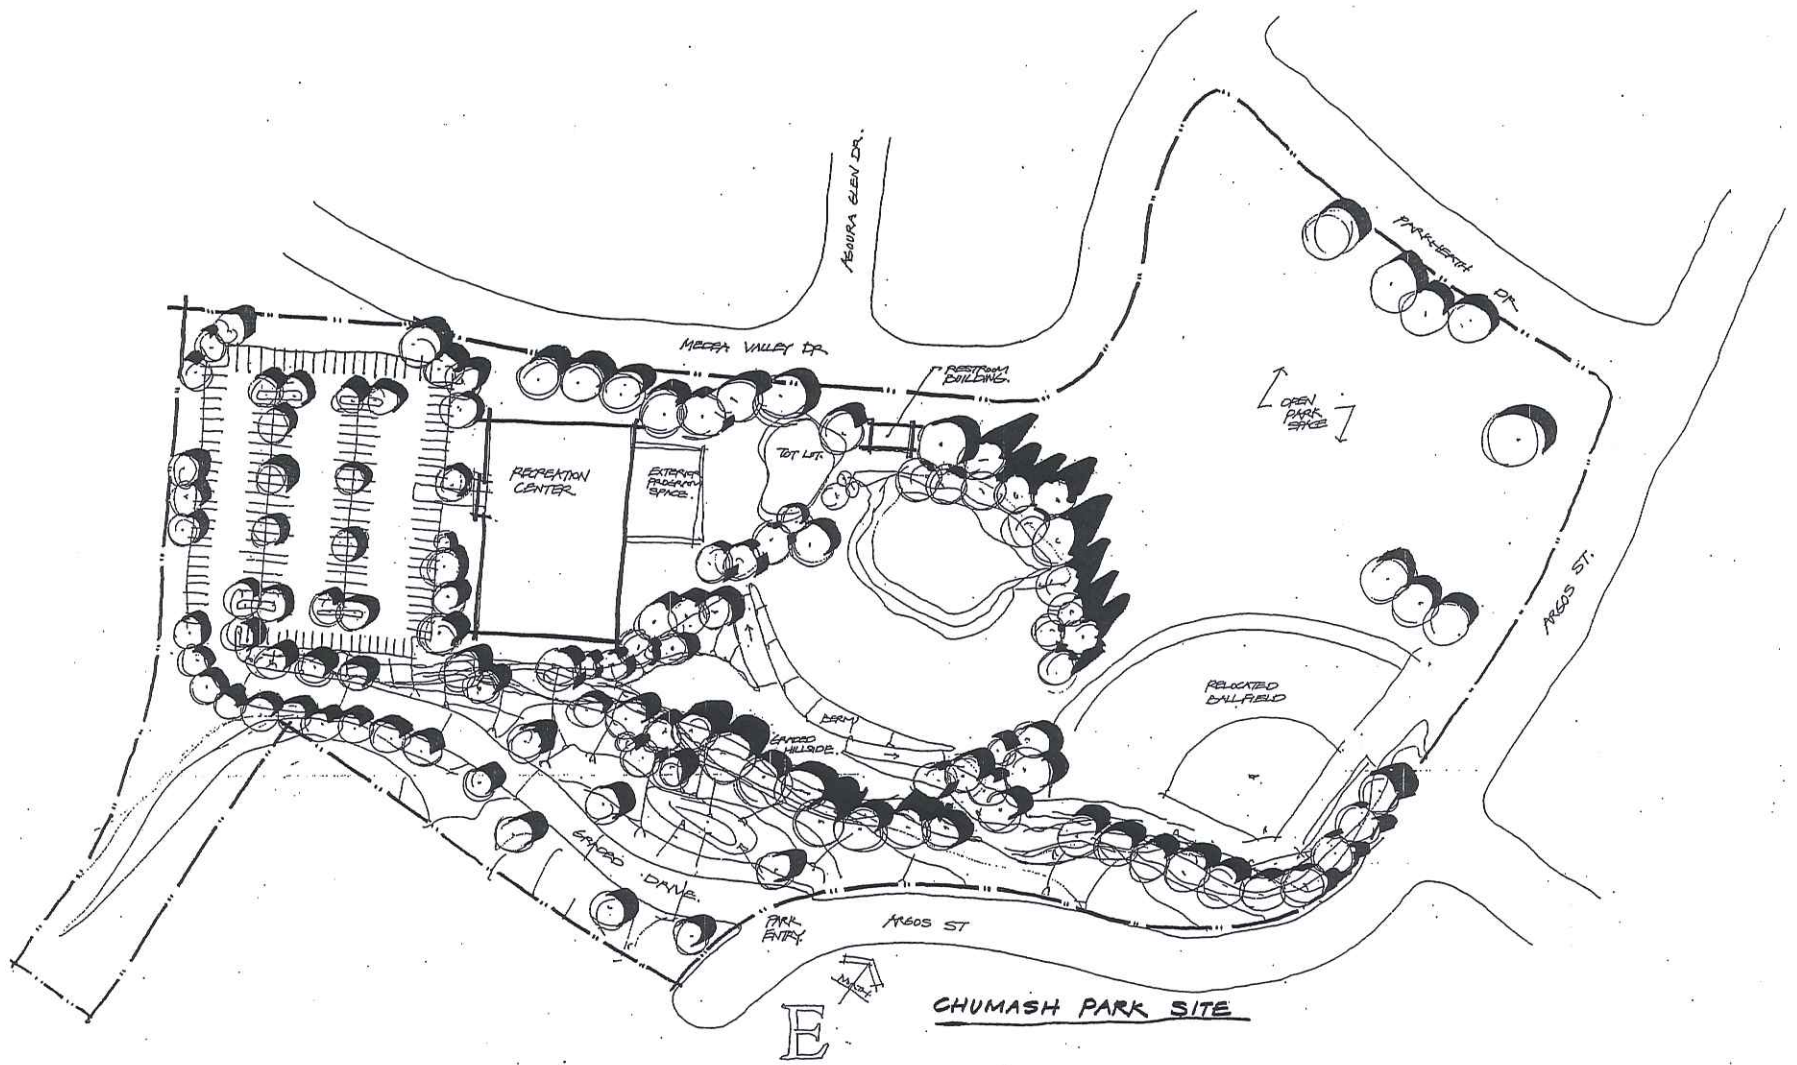 AGOURA GLEN DR.
PARKHEATH DR
MEDEA VALLEY DR
RESTROOM
BUILDING.
OPEN
PARK
SPACE
TOT LOT.
RECREATION
CENTER
EXTERIOR
PROGRAM
SPACE.
ARGOS ST.
RELOCATED
BALLFIELD
BERM
GRADED
HILLSIDE.
GRADED
DRIVE.
PARK
ENTRY.
ARGOS ST
NORTH.
CHUMASH PARK SITE
E